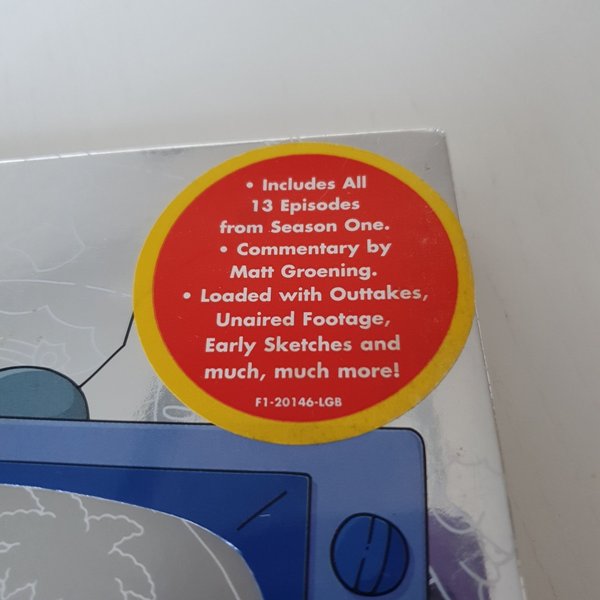 • Includes All
13 Episodes
from Season One.
• Commentary by
Matt Groening.
• Loaded with Outtakes,
Unaired Footage,
Early Sketches and
much, much more!
F1-20146-LGB